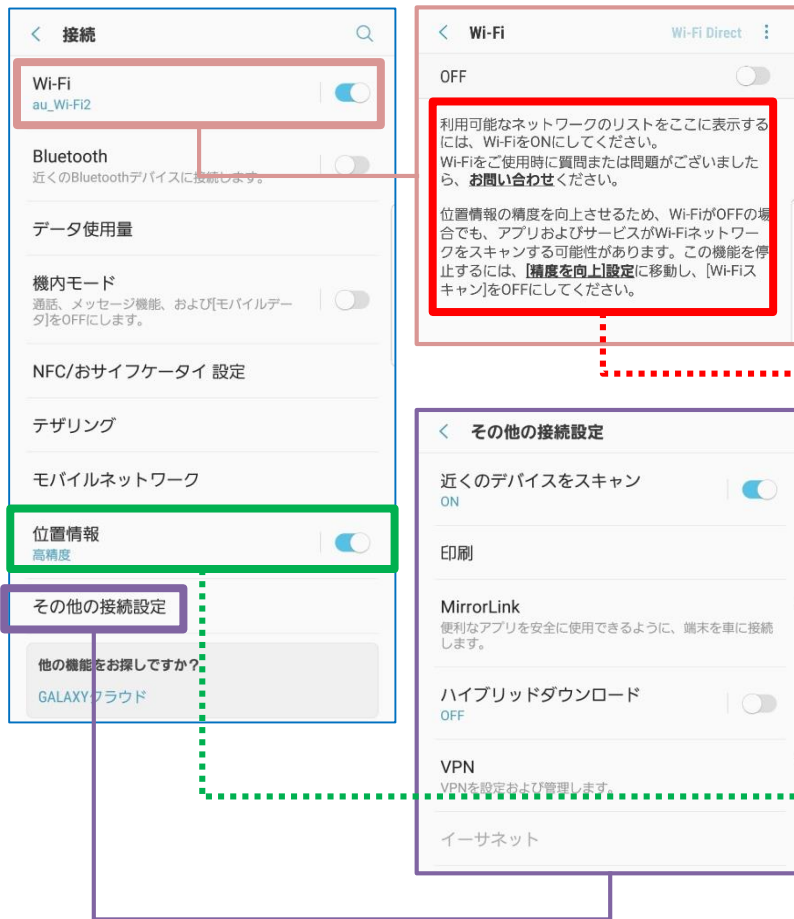 接続
Wi-Fi
au_Wi-Fi2
Bluetooth
近くのBluetoothデバイスに接続します。
データ使用量
機内モード
通話、メッセージ機能、および[モバイルデー
タ]をOFFにします。
NFC/おサイフケータイ 設定
テザリング
モバイルネットワーク
位置情報
高精度
その他の接続設定
他の機能をお探しですか?
GALAXYクラウド
Wi-Fi
Wi-Fi Direct
OFF
利用可能なネットワークのリストをここに表示する
には、Wi-FiをONにしてください。
Wi-Fiをご使用時に質問または問題がございました
ら、お問い合わせください。
位置情報の精度を向上させるため、Wi-FiがOFFの場
合でも、アプリおよびサービスがWi-Fiネットワー
クをスキャンする可能性があります。この機能を停
止するには、[精度を向上]設定に移動し、[Wi-Fiス
キャン]をOFFにしてください。
その他の接続設定
近くのデバイスをスキャン
ON
印刷
MirrorLink
便利なアプリを安全に使用できるように、端末を車に接続
します。
ハイブリッドダウンロード
OFF
VPN
VPNを設定および管理します。
イーサネット